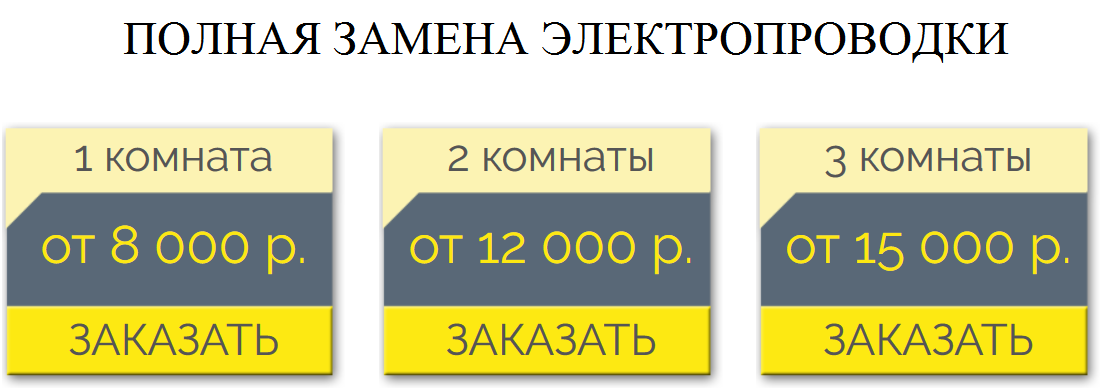 ПОЛНАЯ ЗАМЕНА ЭЛЕКТРОПРОВОДКИ
1 комната
от 8 000 р.
ЗАКАЗАТЬ
2 комнаты
от 12 000 р.
ЗАКАЗАТЬ
3 комнаты
от 15 000 р.
ЗАКАЗАТЬ